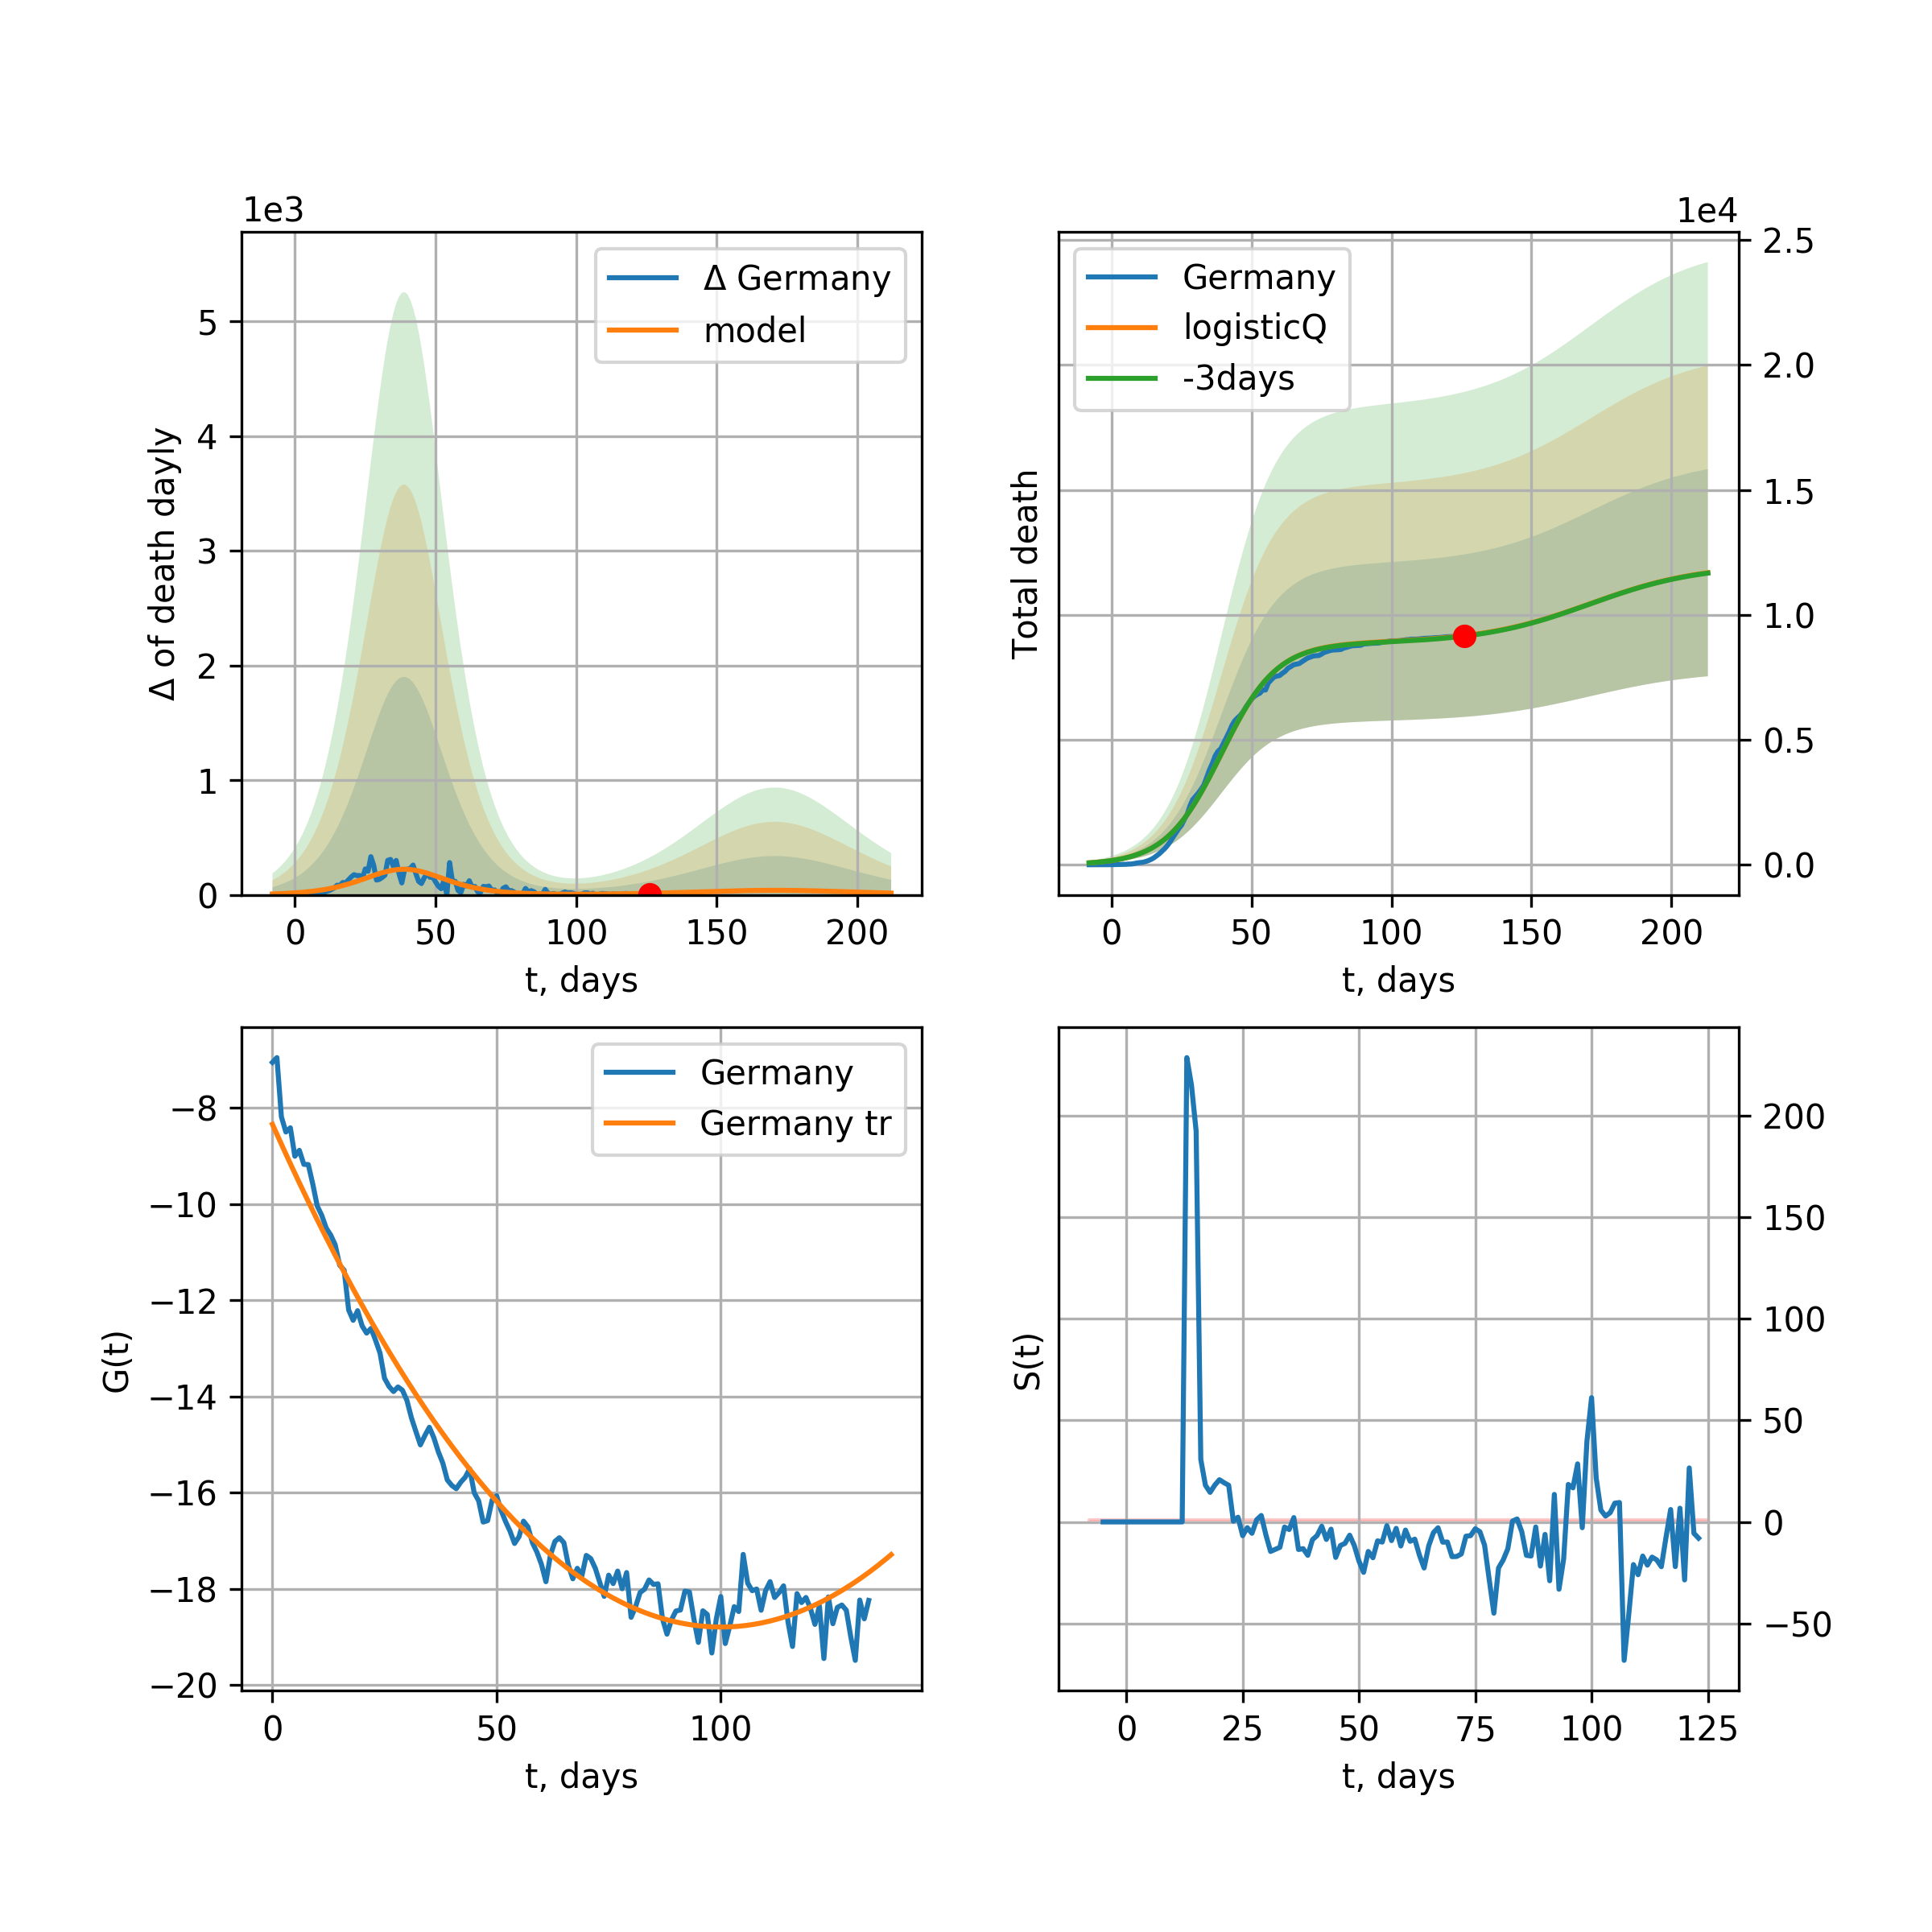 1e3
Δ of death dayly
5
4
3
2
1
0
0 50 100 150 200
t, days
Δ Germany
model
1e4
Total death
2.5
2.0
1.5
1.0
0.5
0.0
0 50 100 150 200
t, days
Germany
logisticQ
-3days
G(t)
−8
−10
−12
−14
−16
−18
−20
0 50 100
t, days
Germany
Germany tr
S(t)
200
150
100
50
0
−50
0 25 50 75 100 125
t, days